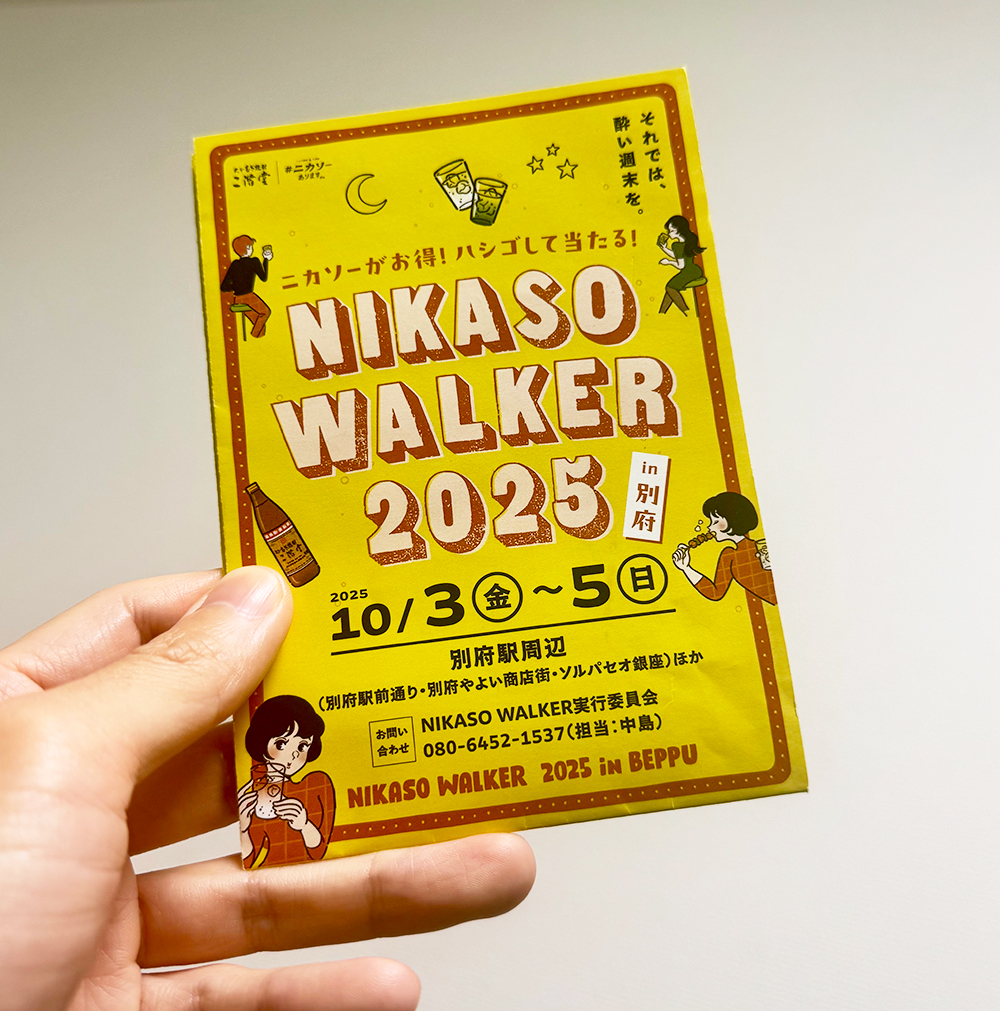 二階堂
#ニカソー
あります。
それでは、
酔い週末を。
ニカソーがお得！ハシゴして当たる！
NIKASO
WALKER
2025
in
別府
二階堂
2025
10/3金〜5日
別府駅周辺
（別府駅前通り・別府やよい商店街・ソルパセオ銀座）ほか
お問い
合わせ
NIKASO WALKER実行委員会
080-6452-1537（担当：中島）
NIKASO WALKER 2025 in BEPPU